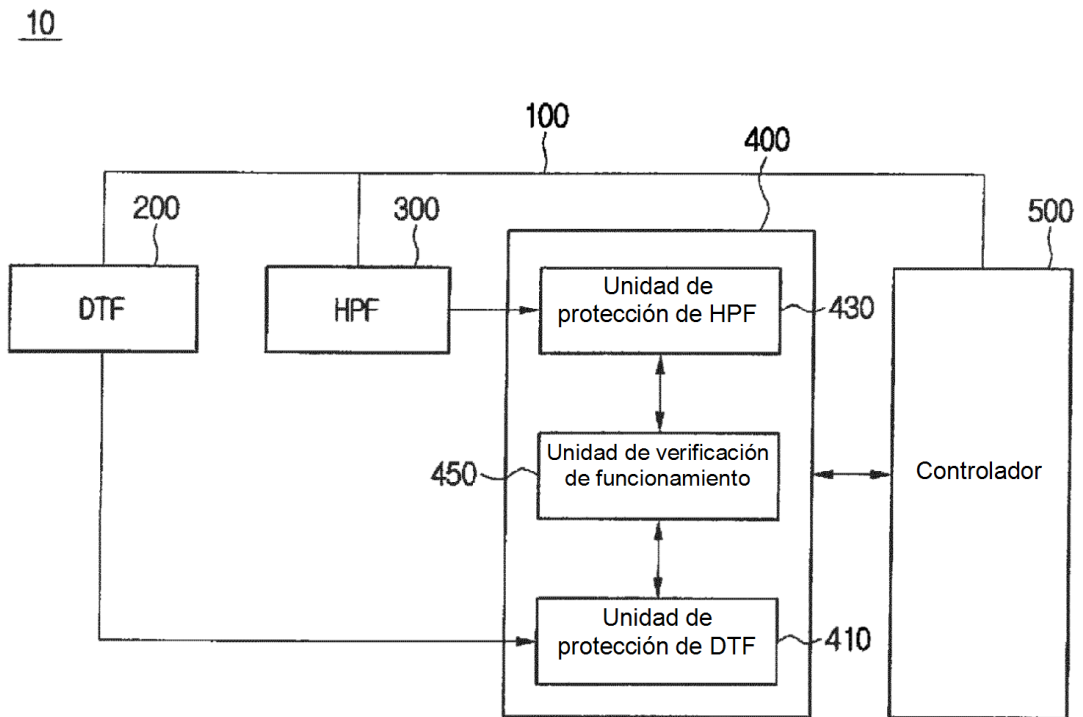 10
100
400
200
300
500
DTF
HPF
Unidad de
protección de HPF
430
Unidad de verificación
de funcionamiento
450
Controlador
Unidad de
protección de DTF
410